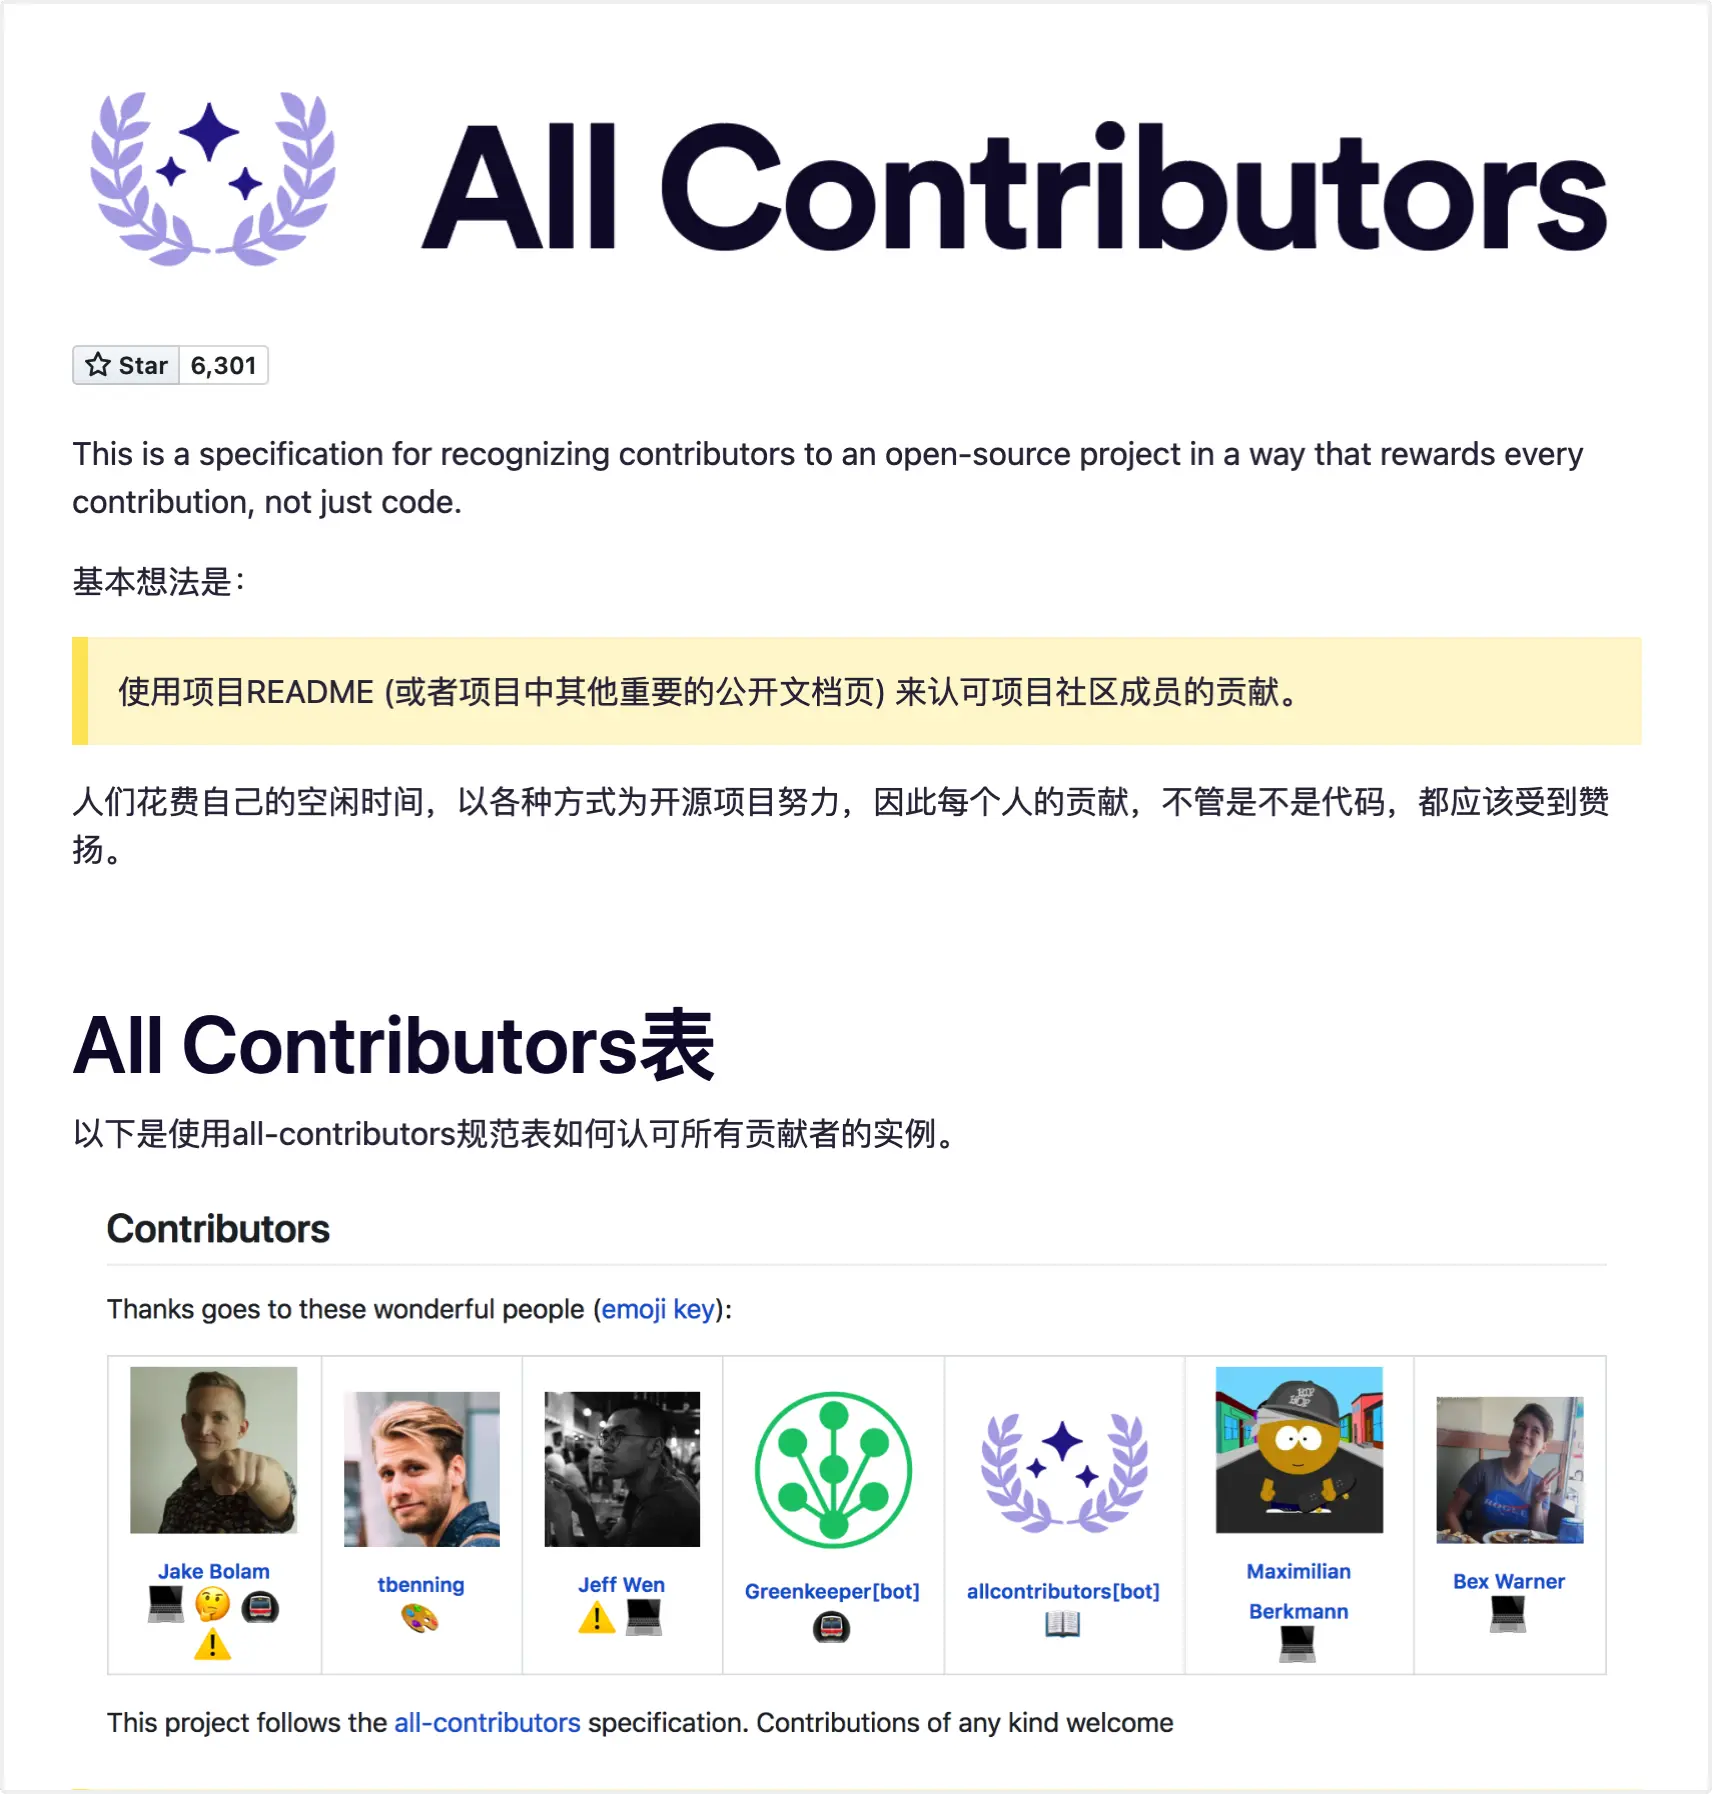 All Contributors
Star 6,301
This is a specification for recognizing contributors to an open-source project in a way that rewards every
contribution, not just code.
基本想法是：
使用项目README (或者项目中其他重要的公开文档页) 来认可项目社区成员的贡献。
人们花费自己的空闲时间，以各种方式为开源项目努力，因此每个人的贡献，不管是不是代码，都应该受到赞
扬。
All Contributors表
以下是使用all-contributors规范表如何认可所有贡献者的实例。
Contributors
Thanks goes to these wonderful people (emoji key):
Jake Bolam
tbenning
Jeff Wen
Greenkeeper[bot]
allcontributors[bot]
HIP
HOP
Maximilian
Berkmann
Bex Warner
This project follows the all-contributors specification. Contributions of any kind welcome